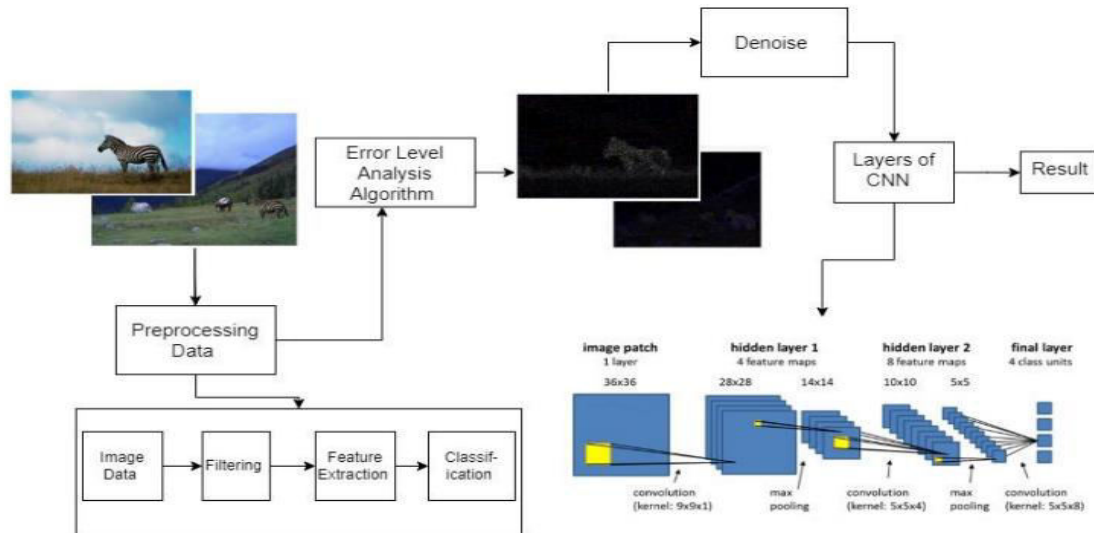 Denoise
Error Level
Analysis
Algorithm
Layers of
CNN
Result
Preprocessing
Data
Image
Data
Filtering
Feature
Extraction
Classif-
ication
image patch
1 layer
36x36
hidden layer 1
4 feature maps
28x28
14x14
hidden layer 2
8 feature maps
10x10
5x5
final layer
4 class units
convolution
(kernel: 9x9x1)
max
pooling
convolution
(kernel: 5x5x4)
max
pooling
convolution
(kernel: 5x5x8)